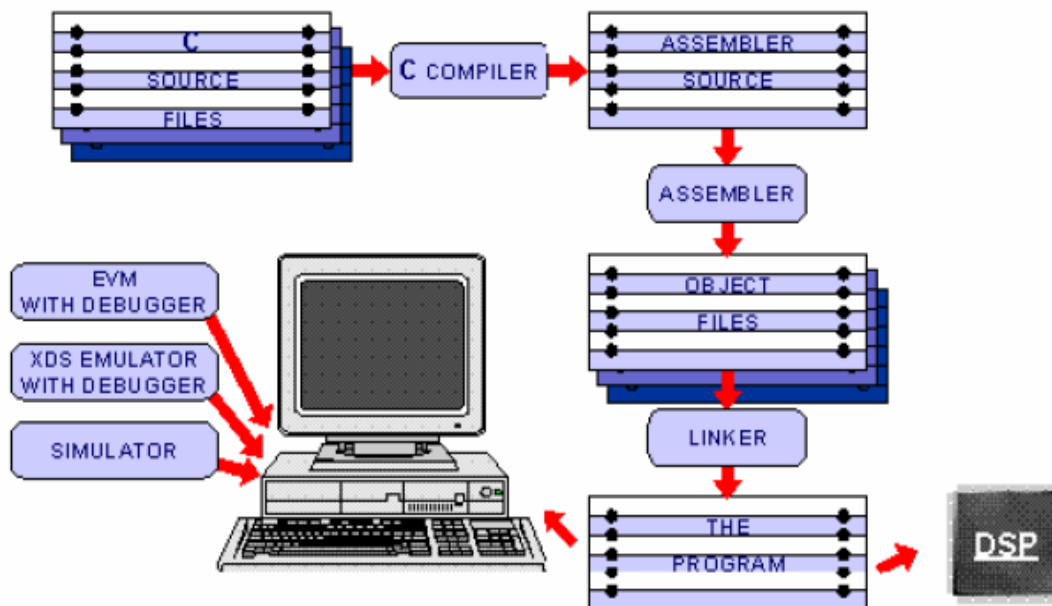 C
SOURCE
FILES
C COMPILER
ASSEMBLER
SOURCE
ASSEMBLER
OBJECT
FILES
LINKER
THE
PROGRAM
DSP
EVM
WITH DEBUGGER
XDS EMULATOR
WITH DEBUGGER
SIMULATOR